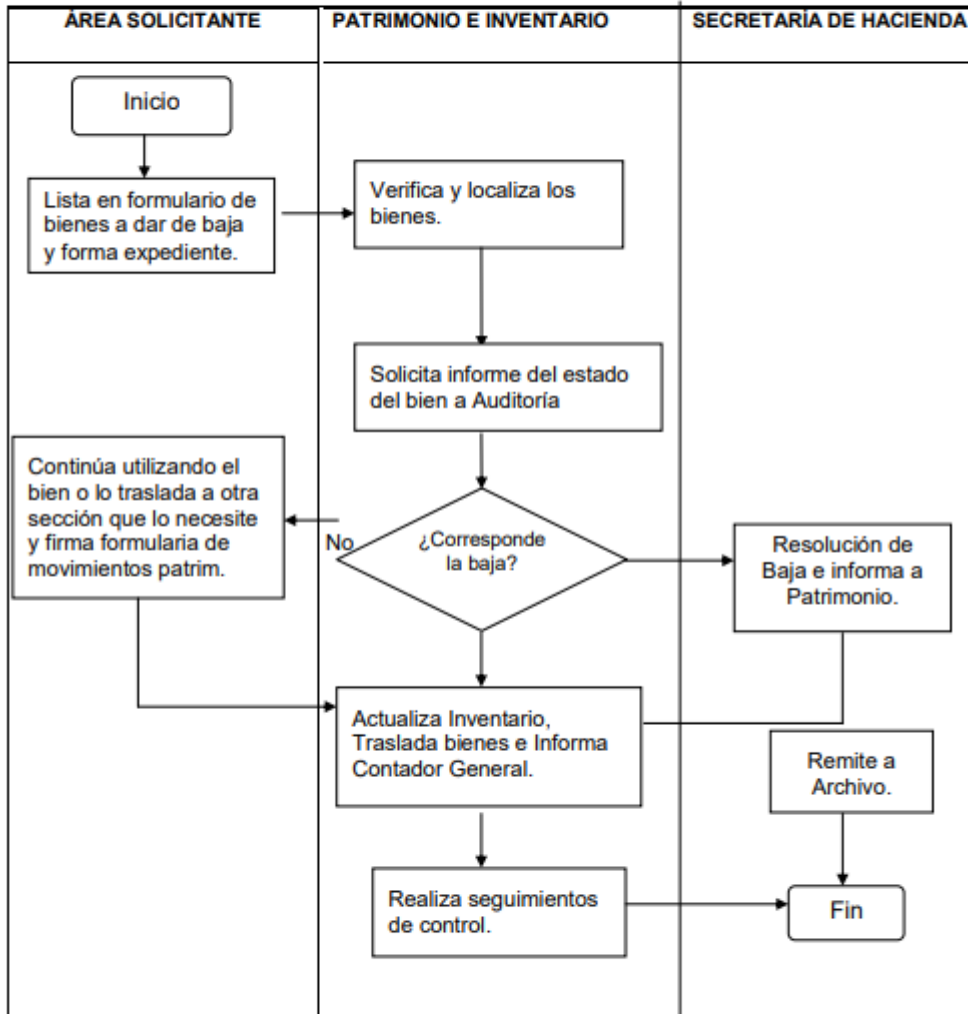 ÁREA SOLICITANTE
PATRIMONIO E INVENTARIO
SECRETARÍA DE HACIENDA
Inicio
Lista en formulario de
bienes a dar de baja
y forma expediente.
Verifica y localiza los
bienes.
Solicita informe del estado
del bien a Auditoría
¿Corresponde
la baja?
No
Continúa utilizando el
bien o lo traslada a otra
sección que lo necesite
y firma formularia de
movimientos patrim.
Resolución de
Baja e informa a
Patrimonio.
Actualiza Inventario,
Traslada bienes e Informa
Contador General.
Remite a
Archivo.
Realiza seguimientos
de control.
Fin